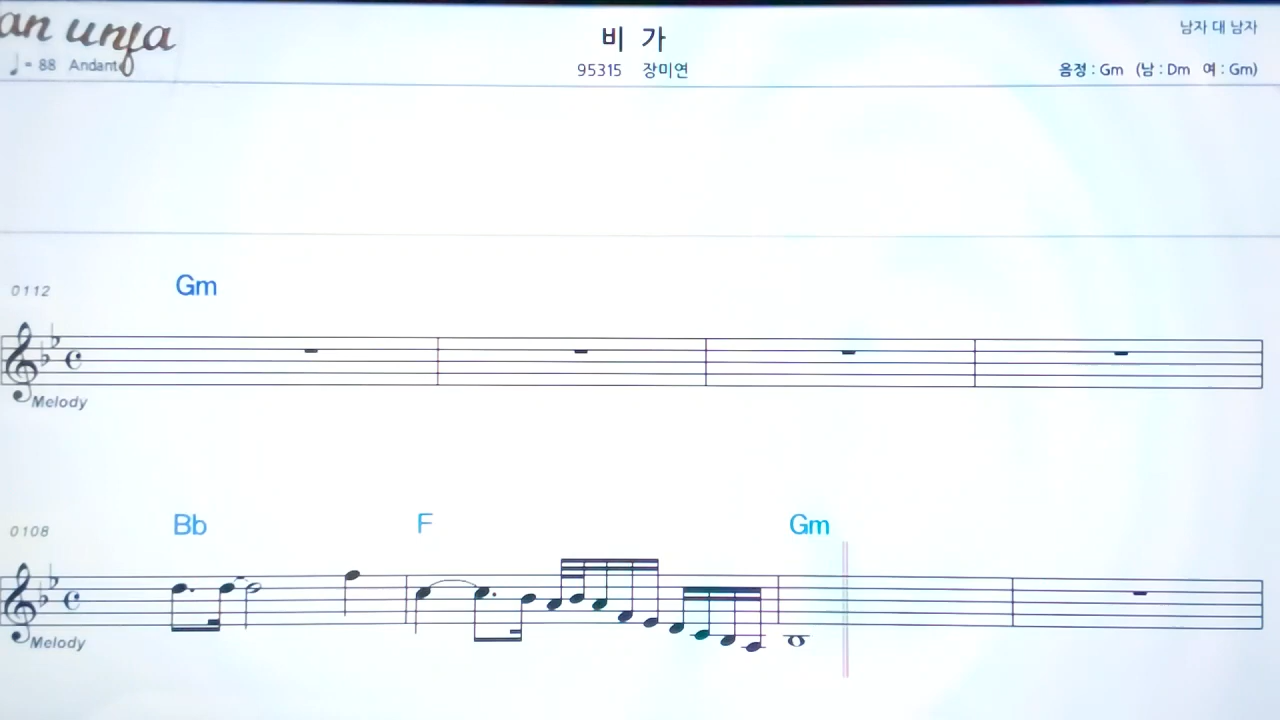 an unfa
남자 대 남자
비 가
♩ = 88 Andante
95315 장미연
음정 : Gm (남 : Dm 여 : Gm)
Gm
0112
Melody
Bb F Gm
0108
Melody